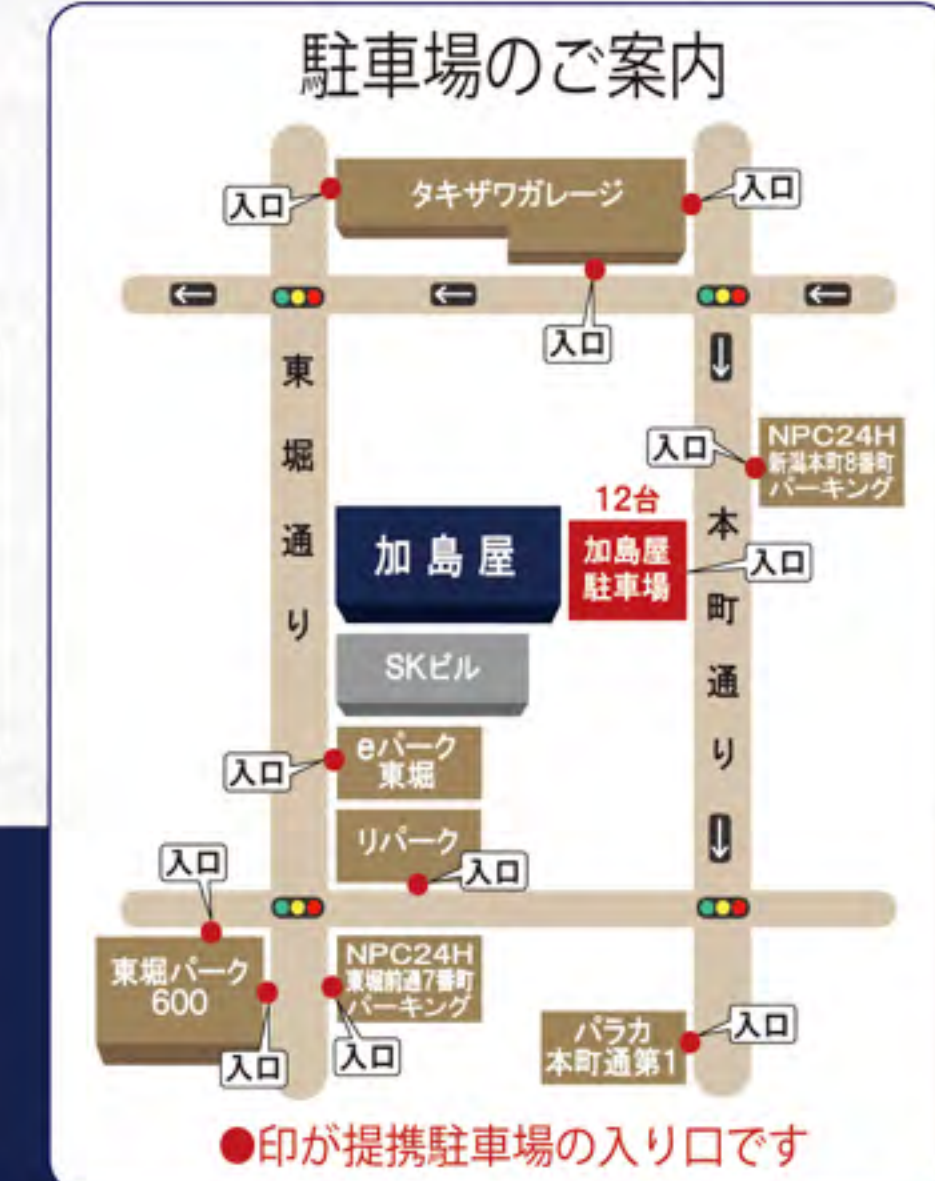 駐車場のご案内
タキザワガレージ
入口
入口
入口
←
←
←
東堀通り
↓
NPC24H
新潟本町8番町
パーキング
入口
12台
加島屋
加島屋
駐車場
入口
本町通り
SKビル
eパーク
東堀
入口
リパーク
入口
↓
入口
東堀パーク
600
入口
NPC24H
東堀前通7番町
パーキング
入口
パラカ
本町通第1
入口
●印が提携駐車場の入り口です